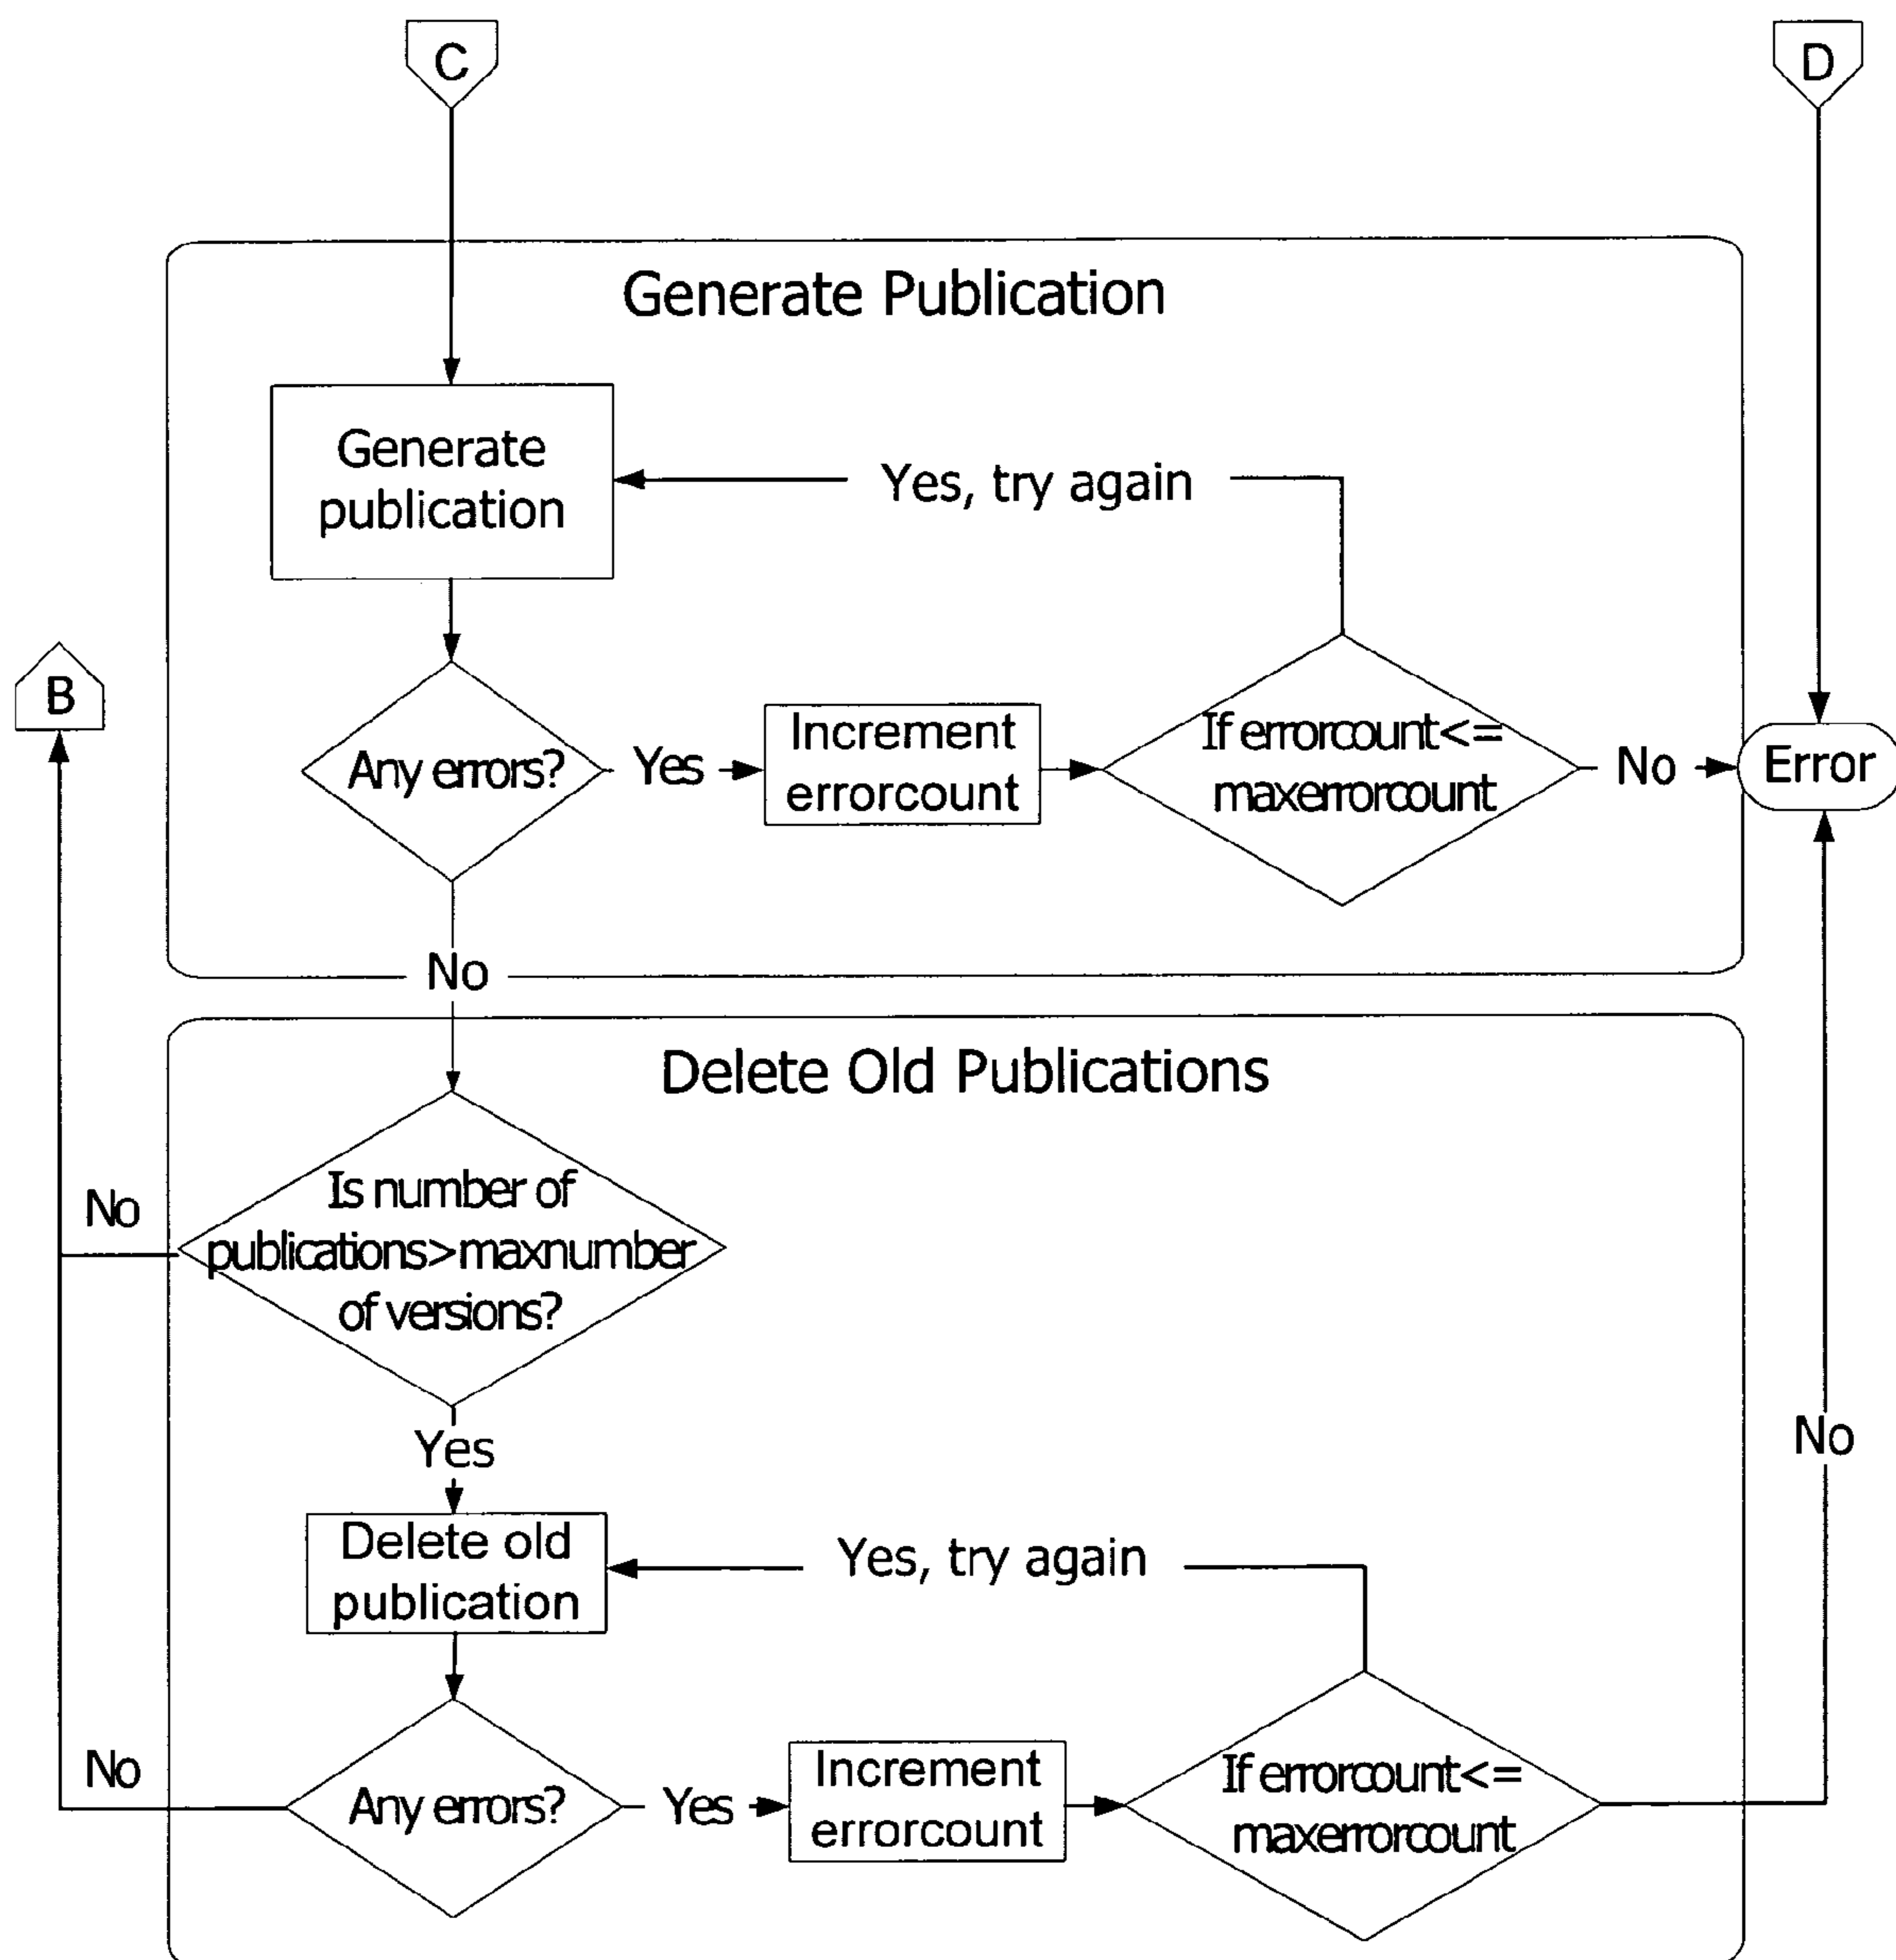 C
D
Generate Publication
Generate
publication
Yes, try again
B
Any errors?
Yes
Increment
errorcount
If errorcount<=
maxerrorcount
No
Error
No
Delete Old Publications
Is number of
publications>maxnumber
of versions?
No
Yes
No
Delete old
publication
Yes, try again
No
Any errors?
Yes
Increment
errorcount
If errorcount<=
maxerrorcount